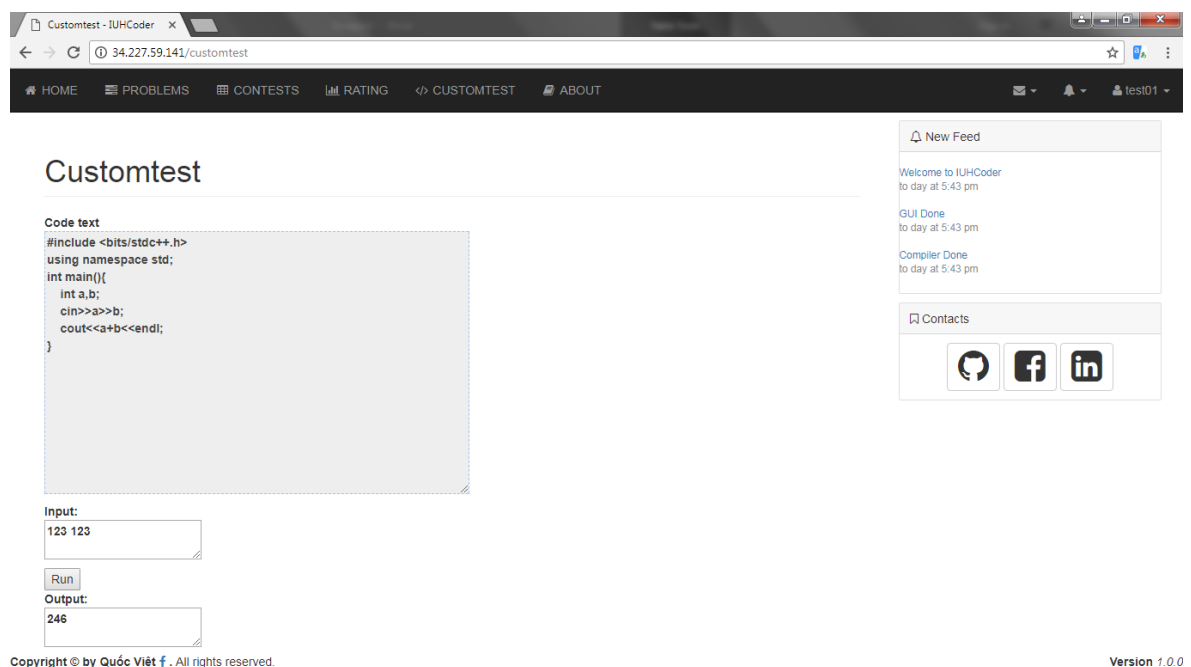 Customtest - IUHCoder
34.227.59.141/customtest
HOME PROBLEMS CONTESTS RATING CUSTOMTEST ABOUT test01
Customtest
Code text
#include <bits/stdc++.h>
using namespace std;
int main(){
    int a,b;
    cin>>a>>b;
    cout<<a+b<<endl;
}
Input:
123 123
Run
Output:
246
New Feed
Welcome to IUHCoder
to day at 5:43 pm
GUI Done
to day at 5:43 pm
Compiler Done
to day at 5:43 pm
Contacts
Copyright © by Quốc Việt f . All rights reserved.
Version 1.0.0